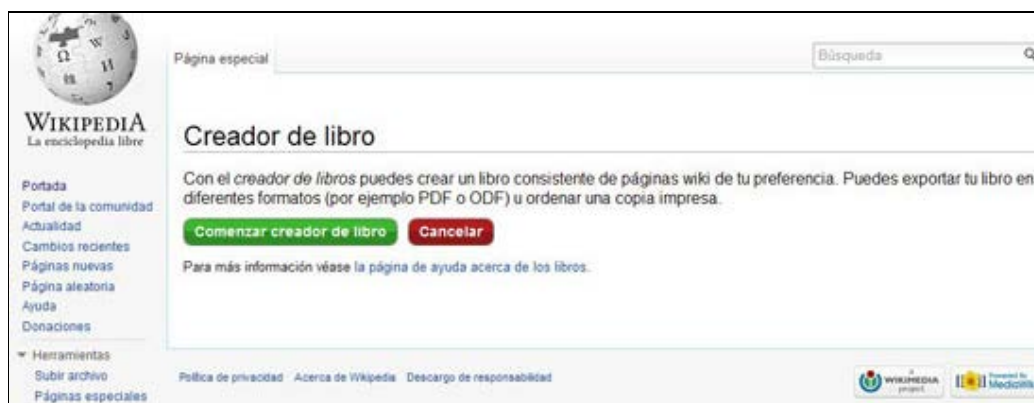 WIKIPEDIA
La enciclopedia libre
Portada
Portal de la comunidad
Actualidad
Cambios recientes
Páginas nuevas
Página aleatoria
Ayuda
Donaciones
Herramientas
Subir archivo
Páginas especiales
Página especial
Búsqueda
Creador de libro
Con el creador de libros puedes crear un libro consistente de páginas wiki de tu preferencia. Puedes exportar tu libro en
diferentes formatos (por ejemplo PDF o ODF) u ordenar una copia impresa.
Comenzar creador de libro Cancelar
Para más información véase la página de ayuda acerca de los libros.
Política de privacidad Acerca de Wikipedia Descargo de responsabilidad
A
WIKIMEDIA
project
Powered By